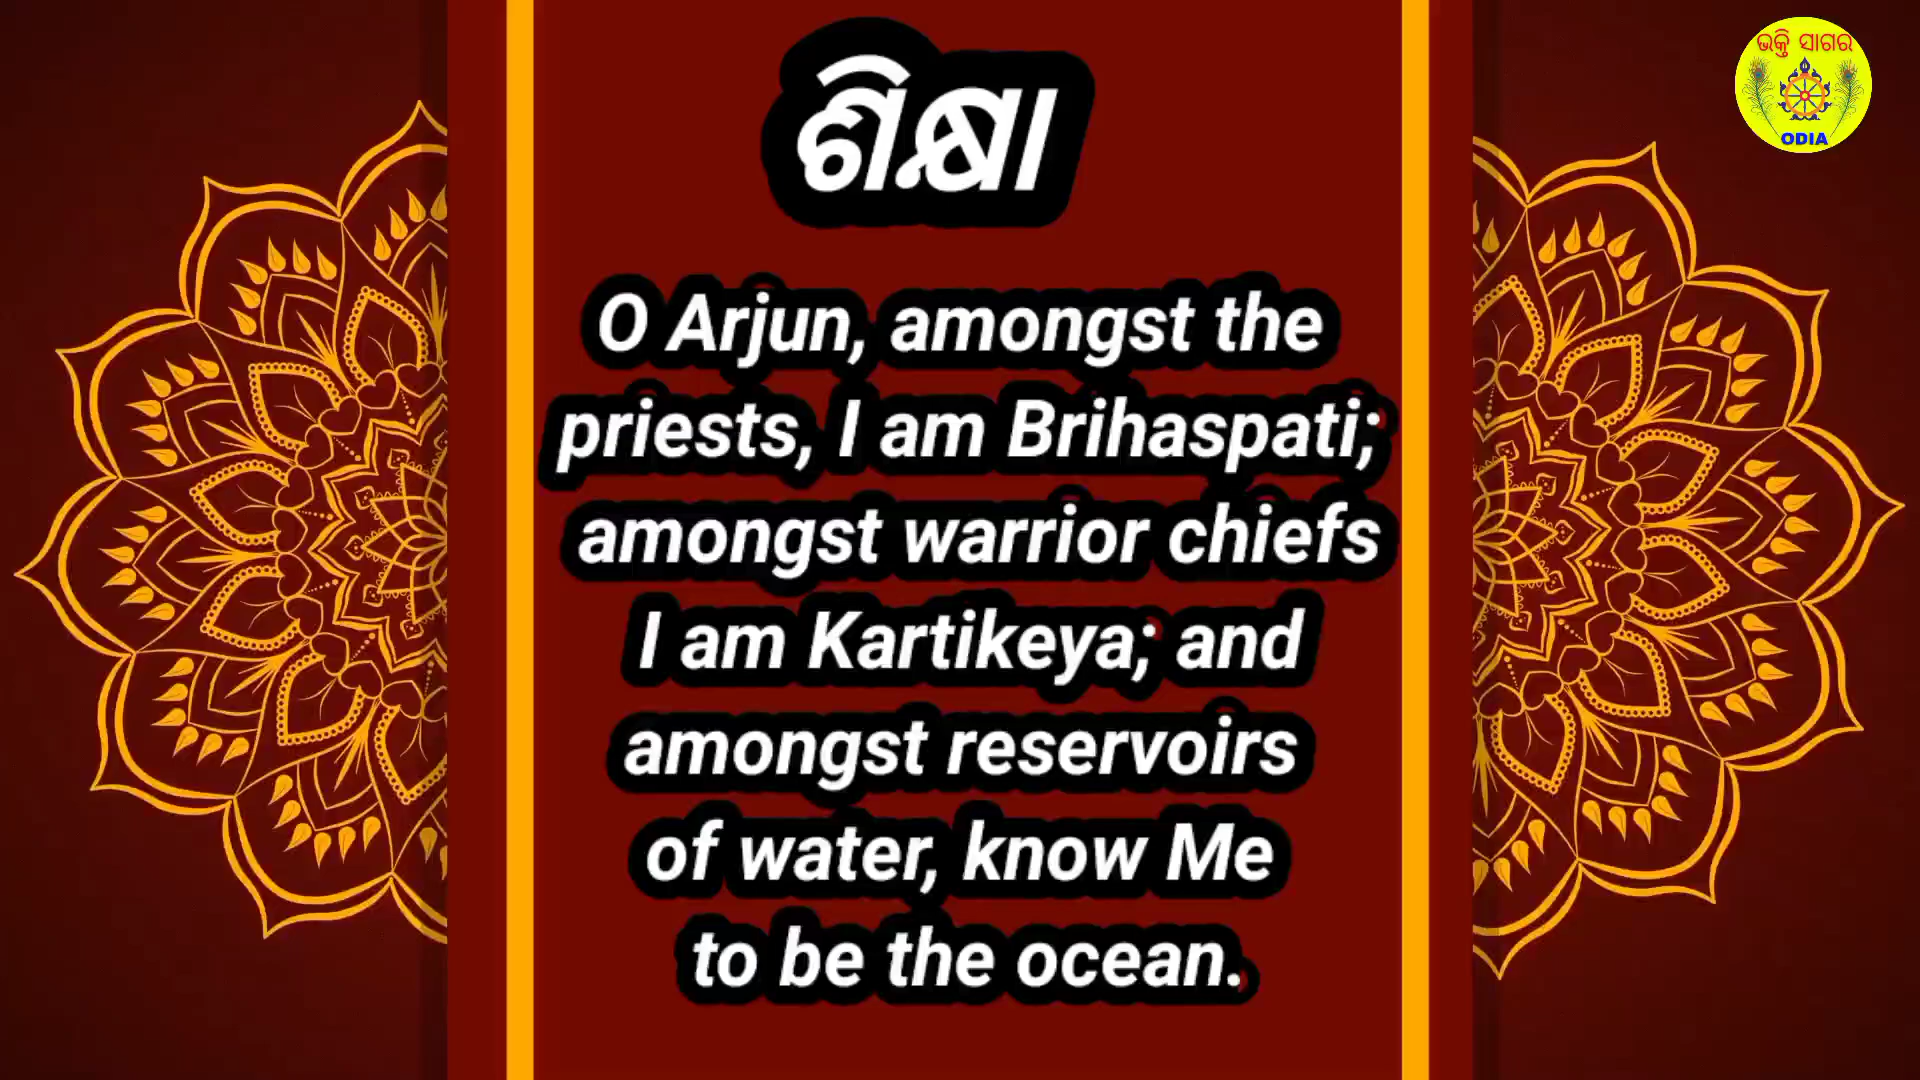 ଭକ୍ତି ସାଗର
ODIA
ଶିକ୍ଷା
O Arjun, amongst the
priests, I am Brihaspati;
amongst warrior chiefs
I am Kartikeya; and
amongst reservoirs
of water, know Me
to be the ocean.